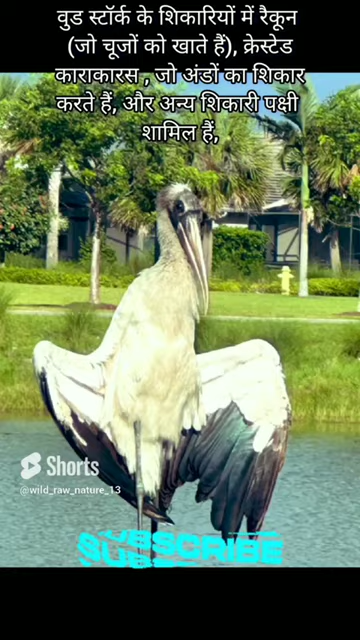 वुड स्टॉर्क के शिकारियों में रैकून
(जो चूजों को खाते हैं), क्रेस्टेड
काराकारस , जो अंडों का शिकार
करते हैं, और अन्य शिकारी पक्षी
शामिल हैं,
Shorts
@wild_raw_nature_13
SUBSCRIBE